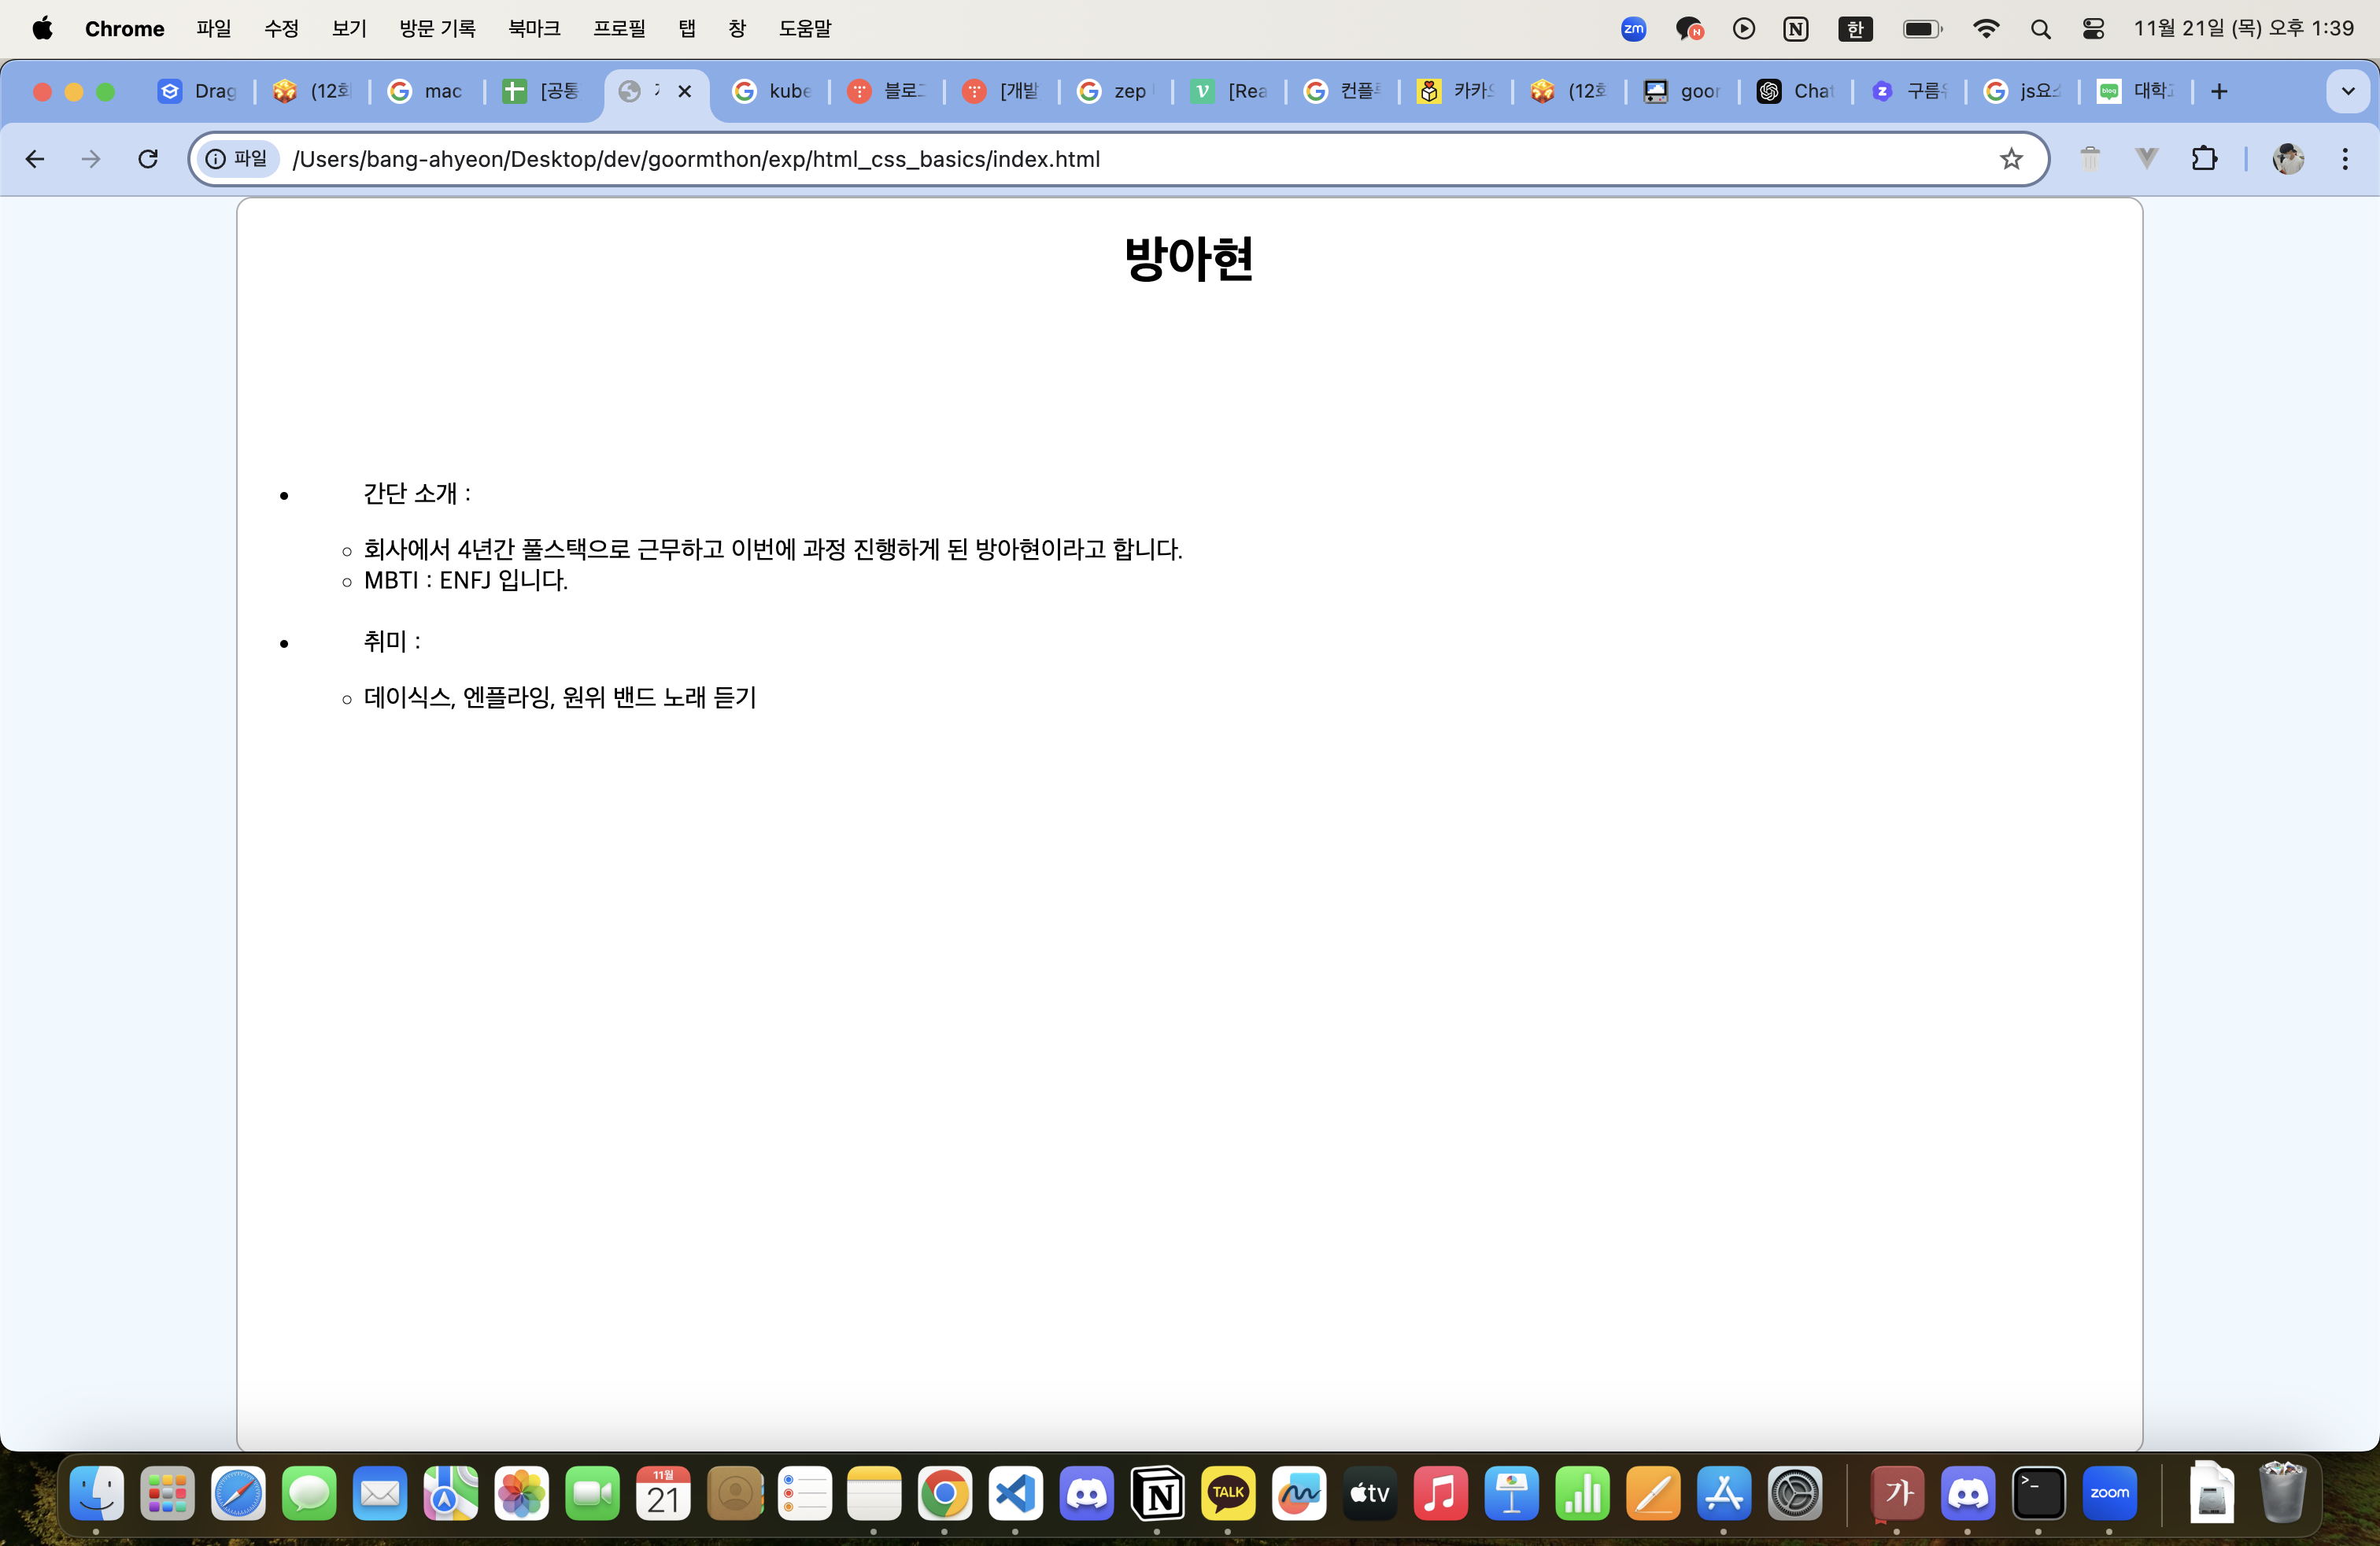 Chrome 파일 수정 보기 방문 기록 북마크 프로필 탭 창 도움말 zm N N 한 11월 21일 (목) 오후 1:39
Drag (12회 mac [공통 kube 블로그 [개발 zep [Rea 컨플루 (12회 goor Chat 구름 js요소
파일 /Users/bang-ahyeon/Desktop/dev/goormthon/exp/html_css_basics/index.html
방아현
간단 소개 :
회사에서 4년간 풀스택으로 근무하고 이번에 과정 진행하게 된 방아현이라고 합니다.
MBTI : ENFJ 입니다.
취미 :
데이식스, 엔플라잉, 원위 밴드 노래 듣기
11월
21
N TALK tv 가 >_ zoom